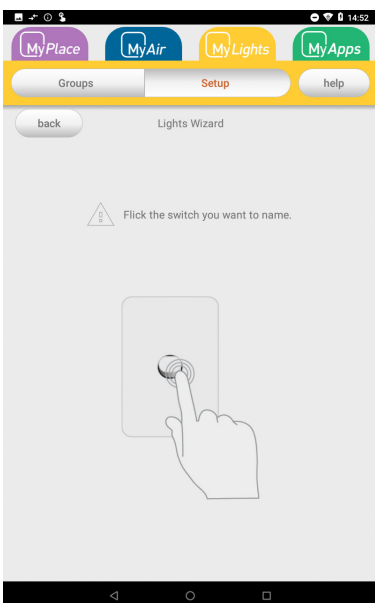 14:52
MyPlace MyAir MyLights MyApps
Groups Setup help
back Lights Wizard
Flick the switch you want to name.